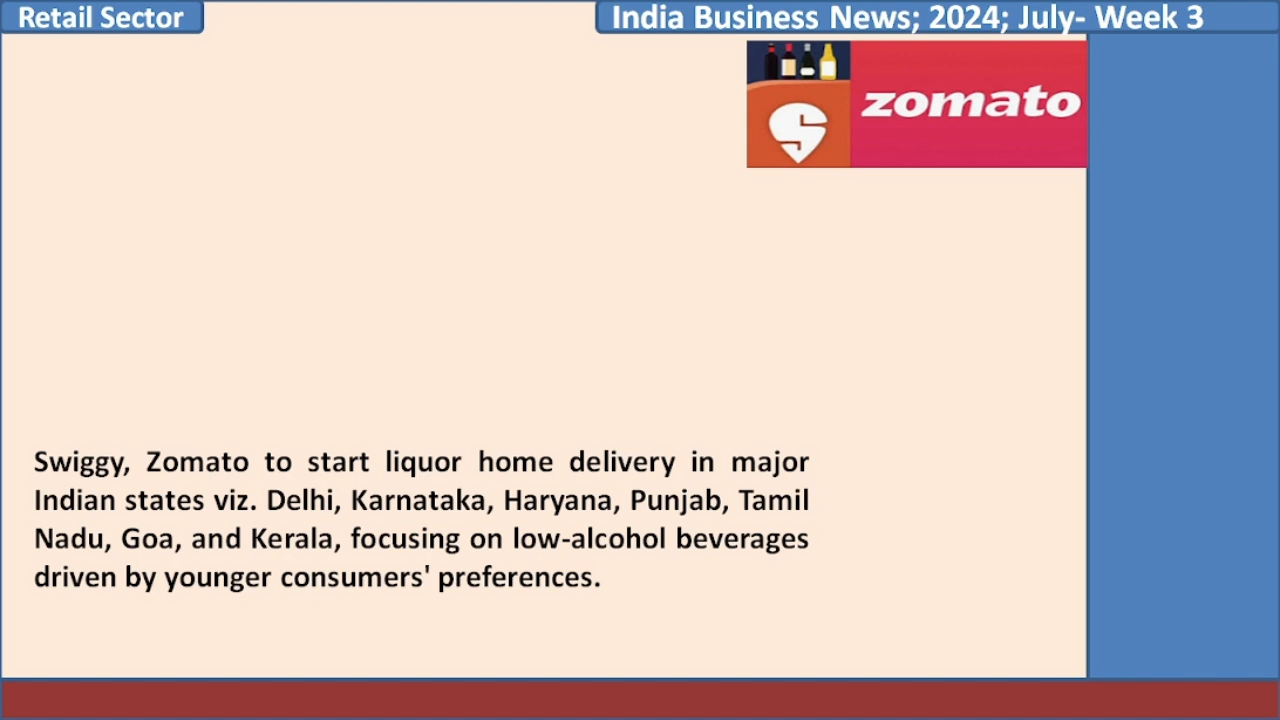 Retail Sector
India Business News; 2024; July- Week 3
zomato
Swiggy, Zomato to start liquor home delivery in major
Indian states viz. Delhi, Karnataka, Haryana, Punjab, Tamil
Nadu, Goa, and Kerala, focusing on low-alcohol beverages
driven by younger consumers' preferences.